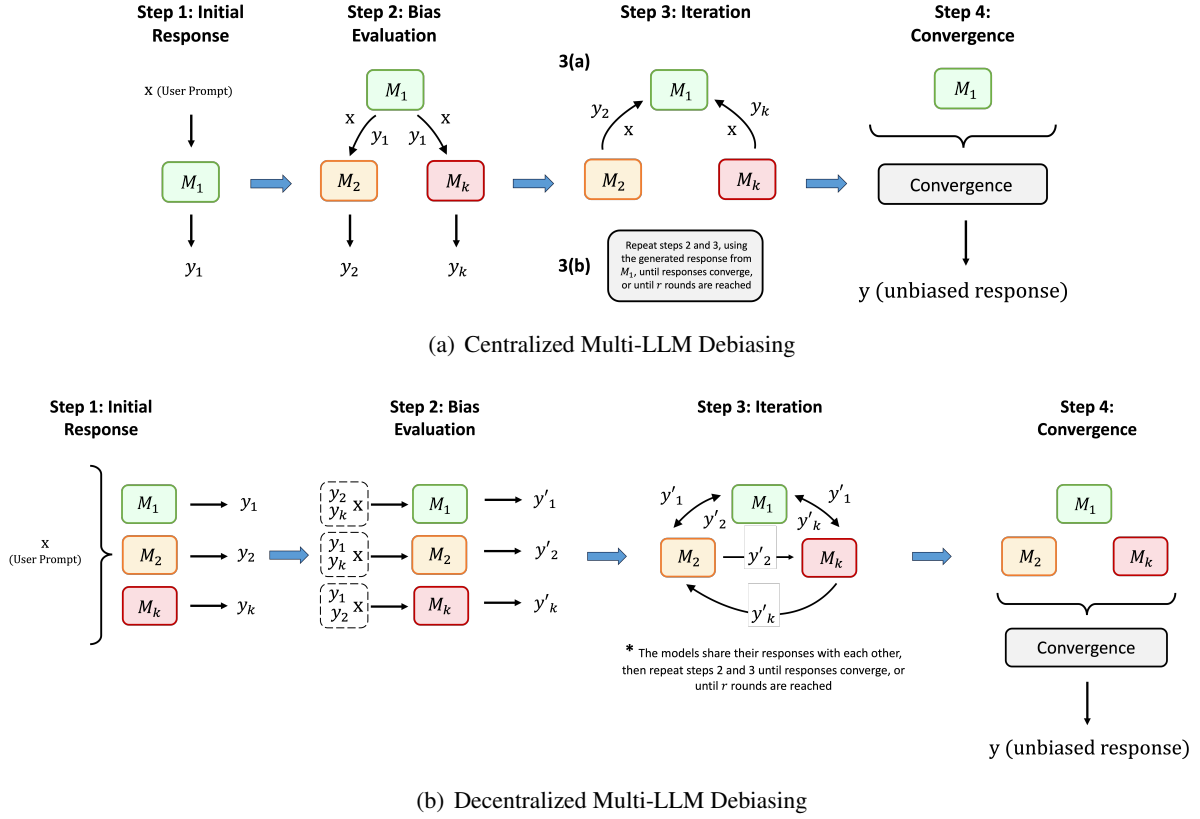 Step 1: Initial
Response
Step 2: Bias
Evaluation
Step 3: Iteration
Step 4:
Convergence
x (User Prompt)
M₁
y₁
M₁
x
y₁
y₁
x
M₂
Mₖ
y₂
yₖ
3(a)
M₁
y₂
x
x
yₖ
M₂
Mₖ
3(b)
Repeat steps 2 and 3, using
the generated response from
M₁, until responses converge,
or until r rounds are reached
M₁
Convergence
y (unbiased response)
(a) Centralized Multi-LLM Debiasing
Step 1: Initial
Response
Step 2: Bias
Evaluation
Step 3: Iteration
Step 4:
Convergence
x
(User Prompt)
M₁
y₁
M₂
y₂
Mₖ
yₖ
y₂
yₖ x
M₁
y′₁
y₁
yₖ x
M₂
y′₂
y₁
y₂ x
Mₖ
y′ₖ
y′₁
M₁
y′₁
y′₂
y′ₖ
M₂
y′₂
Mₖ
y′ₖ
* The models share their responses with each other,
then repeat steps 2 and 3 until responses converge, or
until r rounds are reached
M₁
M₂
Mₖ
Convergence
y (unbiased response)
(b) Decentralized Multi-LLM Debiasing